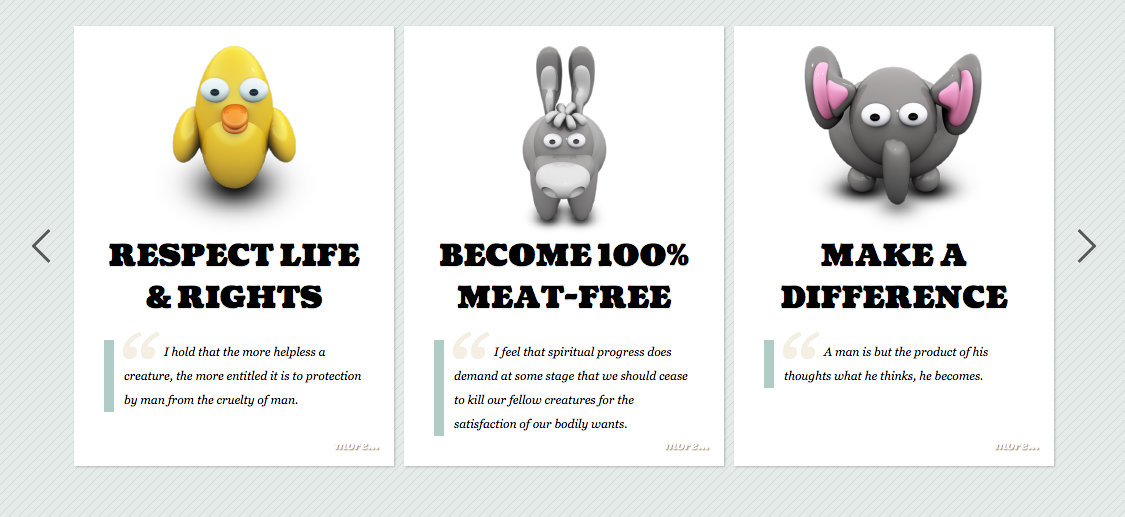 RESPECT LIFE
& RIGHTS
“ I hold that the more helpless a
creature, the more entitled it is to protection
by man from the cruelty of man.
more...
BECOME 100%
MEAT-FREE
“ I feel that spiritual progress does
demand at some stage that we should cease
to kill our fellow creatures for the
satisfaction of our bodily wants.
more...
MAKE A
DIFFERENCE
“ A man is but the product of his
thoughts what he thinks, he becomes.
more...